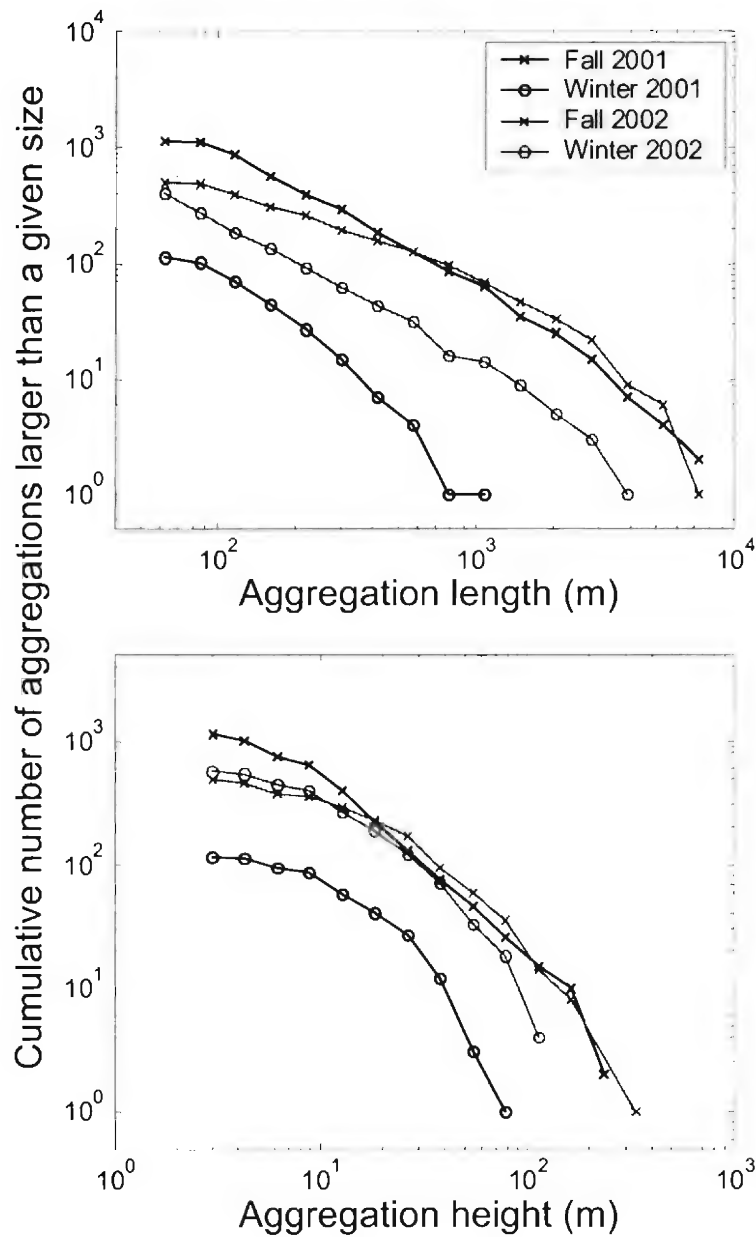 Cumulative number of aggregations larger than a given size
10^4
10^3
10^2
10^1
10^0
Fall 2001
Winter 2001
Fall 2002
Winter 2002
10^2
10^3
10^4
Aggregation length (m)
10^3
10^2
10^1
10^0
10^0
10^1
10^2
10^3
Aggregation height (m)